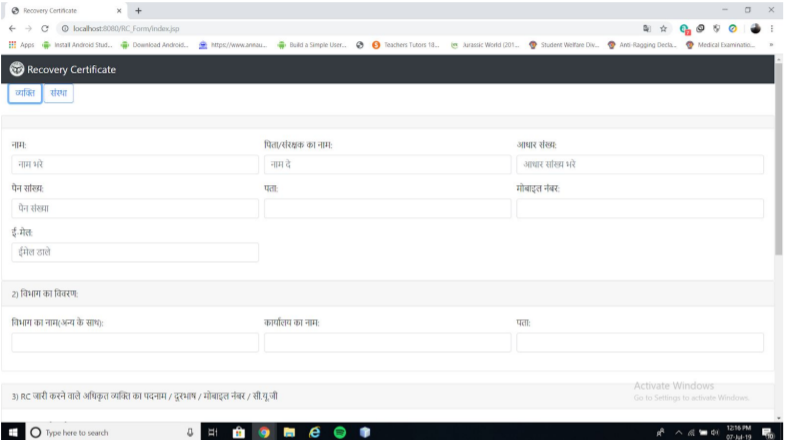 Recovery Certificate
localhost:8080/RC_Form/index.jsp
Apps Install Android Stud... Download Android... https://www.annau... Build a Simple User... Teachers Tutors 18... Jurassic World (201... Student Welfare Div... Anti-Ragging Decla... Medical Examinatio...
Recovery Certificate
व्यक्ति संस्था
नाम: पिता/संरक्षक का नाम: आधार संख्य:
नाम भरे नाम दे आधार सांख्य भरे
पैन सांख्य: पता: मोबाइल नंबर:
पैन संख्या
ई-मेल:
ईमेल डाले
2) विभाग का विवरण:
विभाग का नाम(अन्य के साथ): कार्यालय का नाम: पता:
3) RC जारी करने वाले अधिकृत व्यक्ति का पदनाम / दुरभाष / मोबाइल नंबर / सी.यू.जी
Activate Windows
Go to Settings to activate Windows.
Type here to search
12:16 PM
07-Jul-19